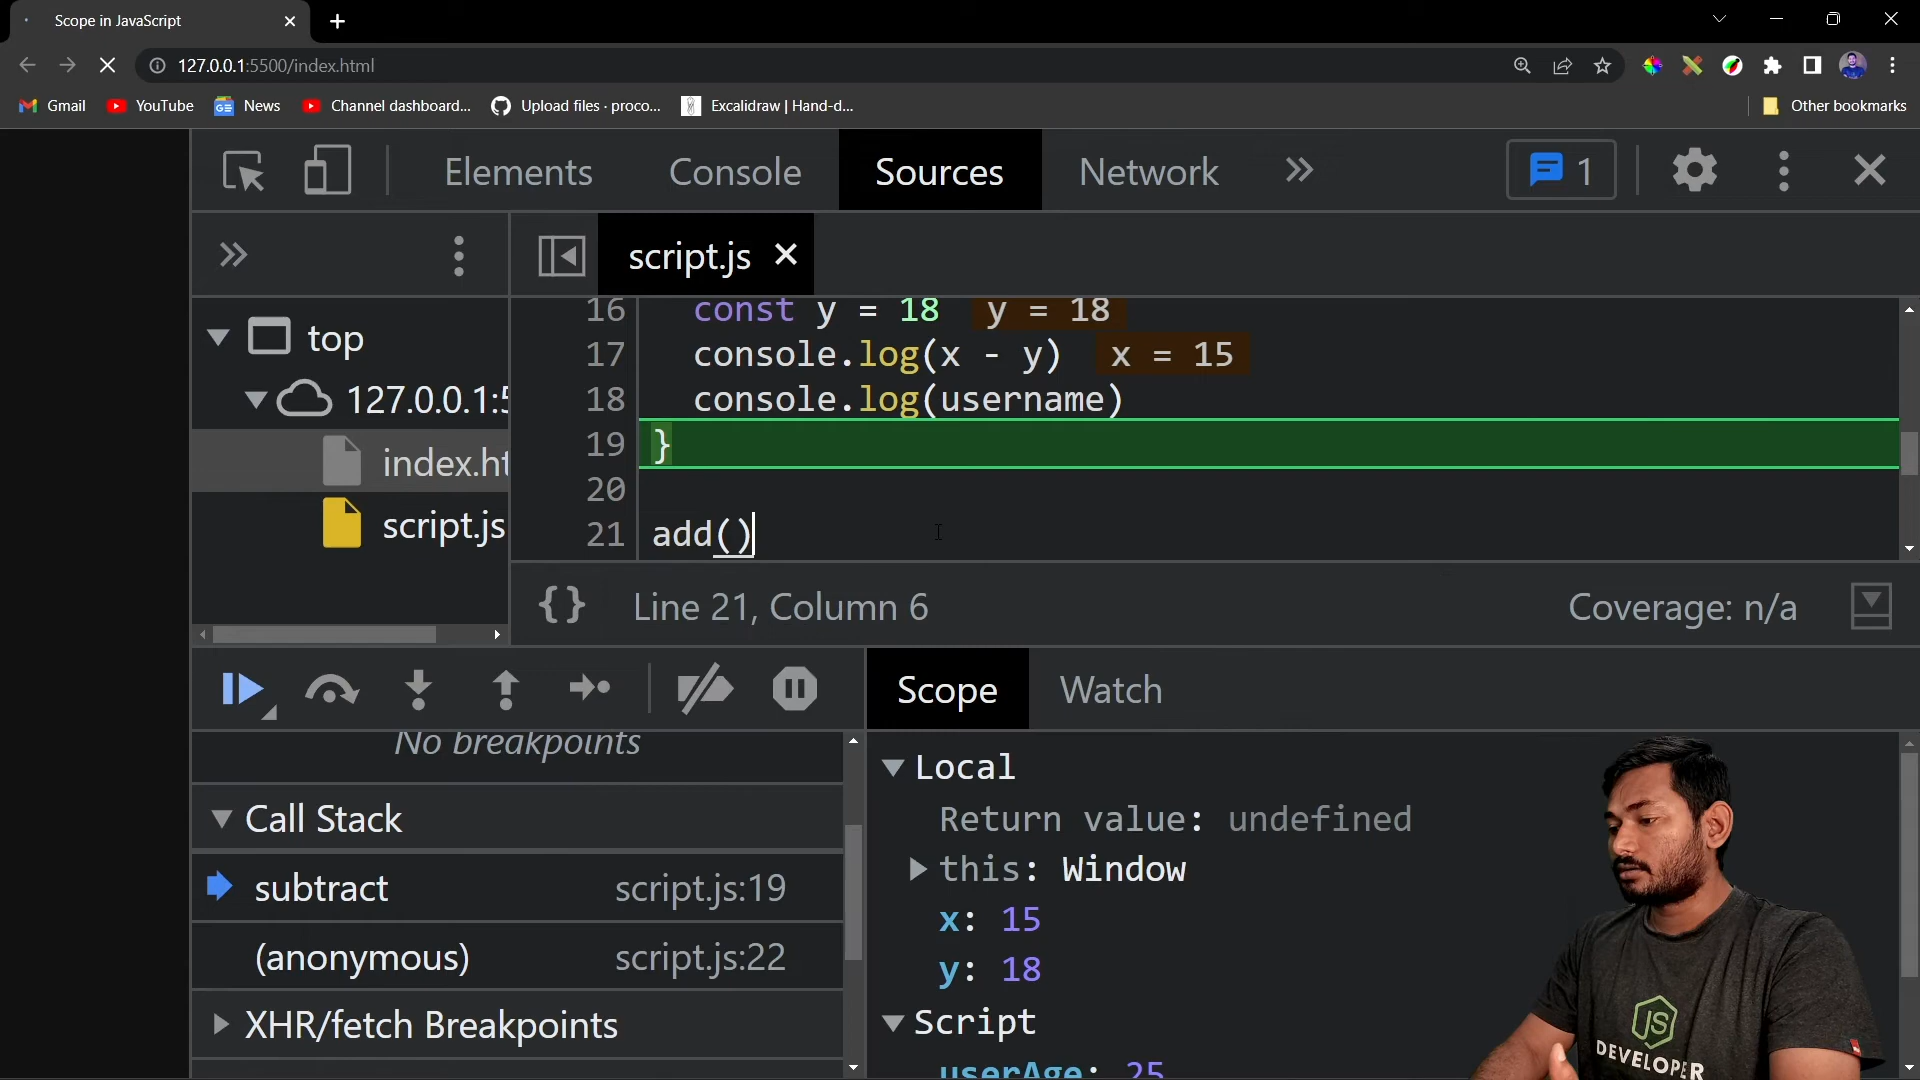 Scope in JavaScript
127.0.0.1:5500/index.html
Gmail YouTube News Channel dashboard... Upload files · proco... Excalidraw | Hand-d... Other bookmarks
Elements Console Sources Network 1
script.js
top
127.0.0.1:5
index.ht
script.js
16 const y = 18 y = 18
17 console.log(x - y) x = 15
18 console.log(username)
19 }
20
21 add()
{} Line 21, Column 6 Coverage: n/a
Scope Watch
No breakpoints
Call Stack
subtract script.js:19
(anonymous) script.js:22
XHR/fetch Breakpoints
Local
Return value: undefined
this: Window
x: 15
y: 18
Script
userAge: 25
JS
DEVELOPER